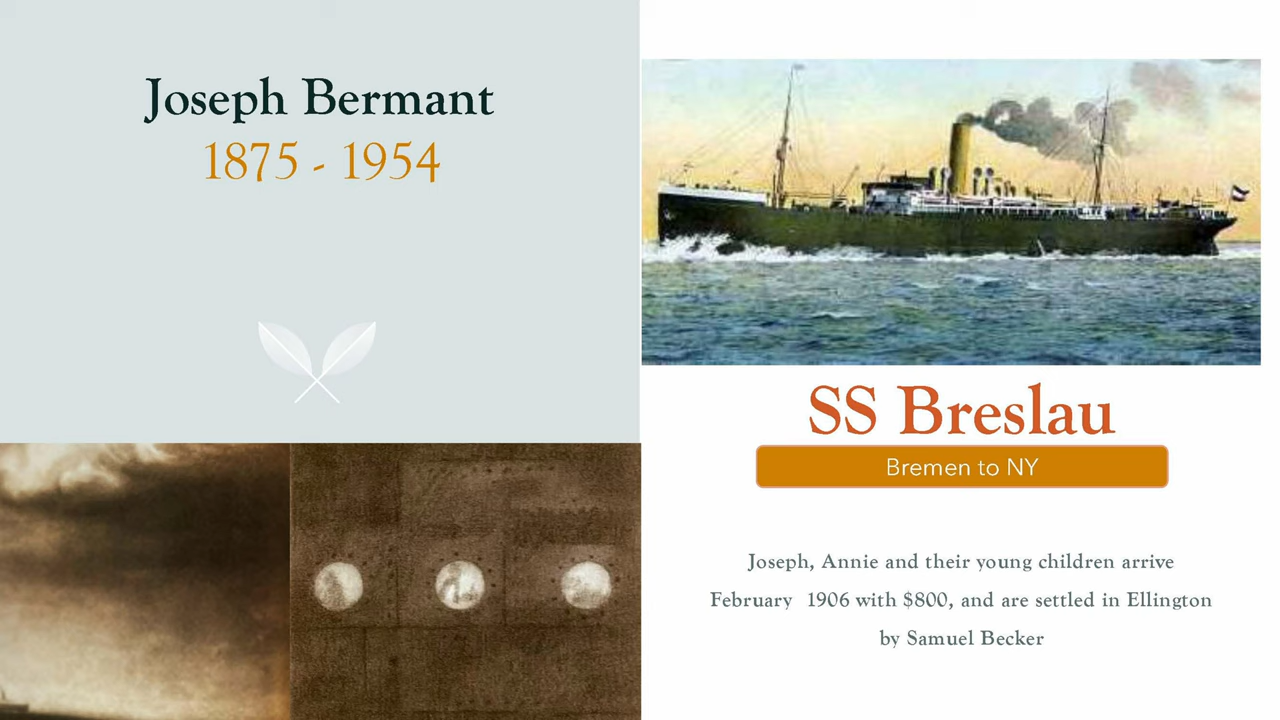 Joseph Bermant
1875 - 1954
SS Breslau
Bremen to NY
Joseph, Annie and their young children arrive
February 1906 with $800, and are settled in Ellington
by Samuel Becker